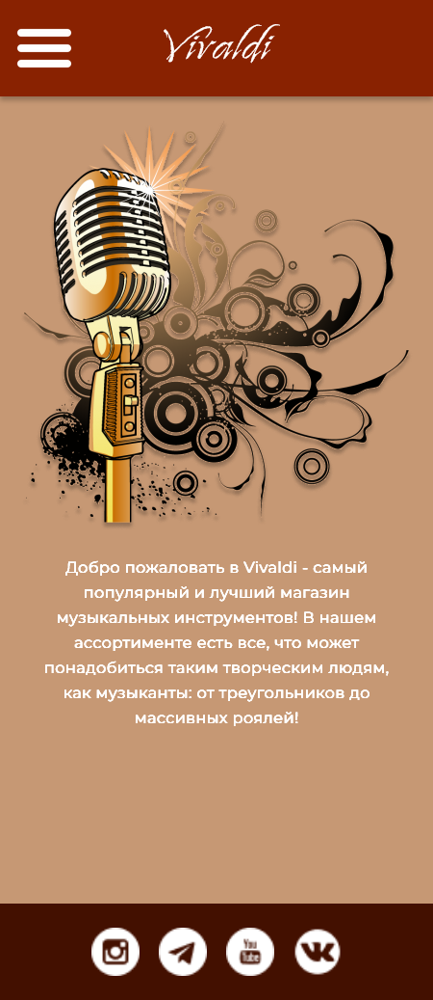 Vivaldi
Добро пожаловать в Vivaldi - самый
популярный и лучший магазин
музыкальных инструментов! В нашем
ассортименте есть все, что может
понадобиться таким творческим людям,
как музыканты: от треугольников до
массивных роялей!
You
Tube